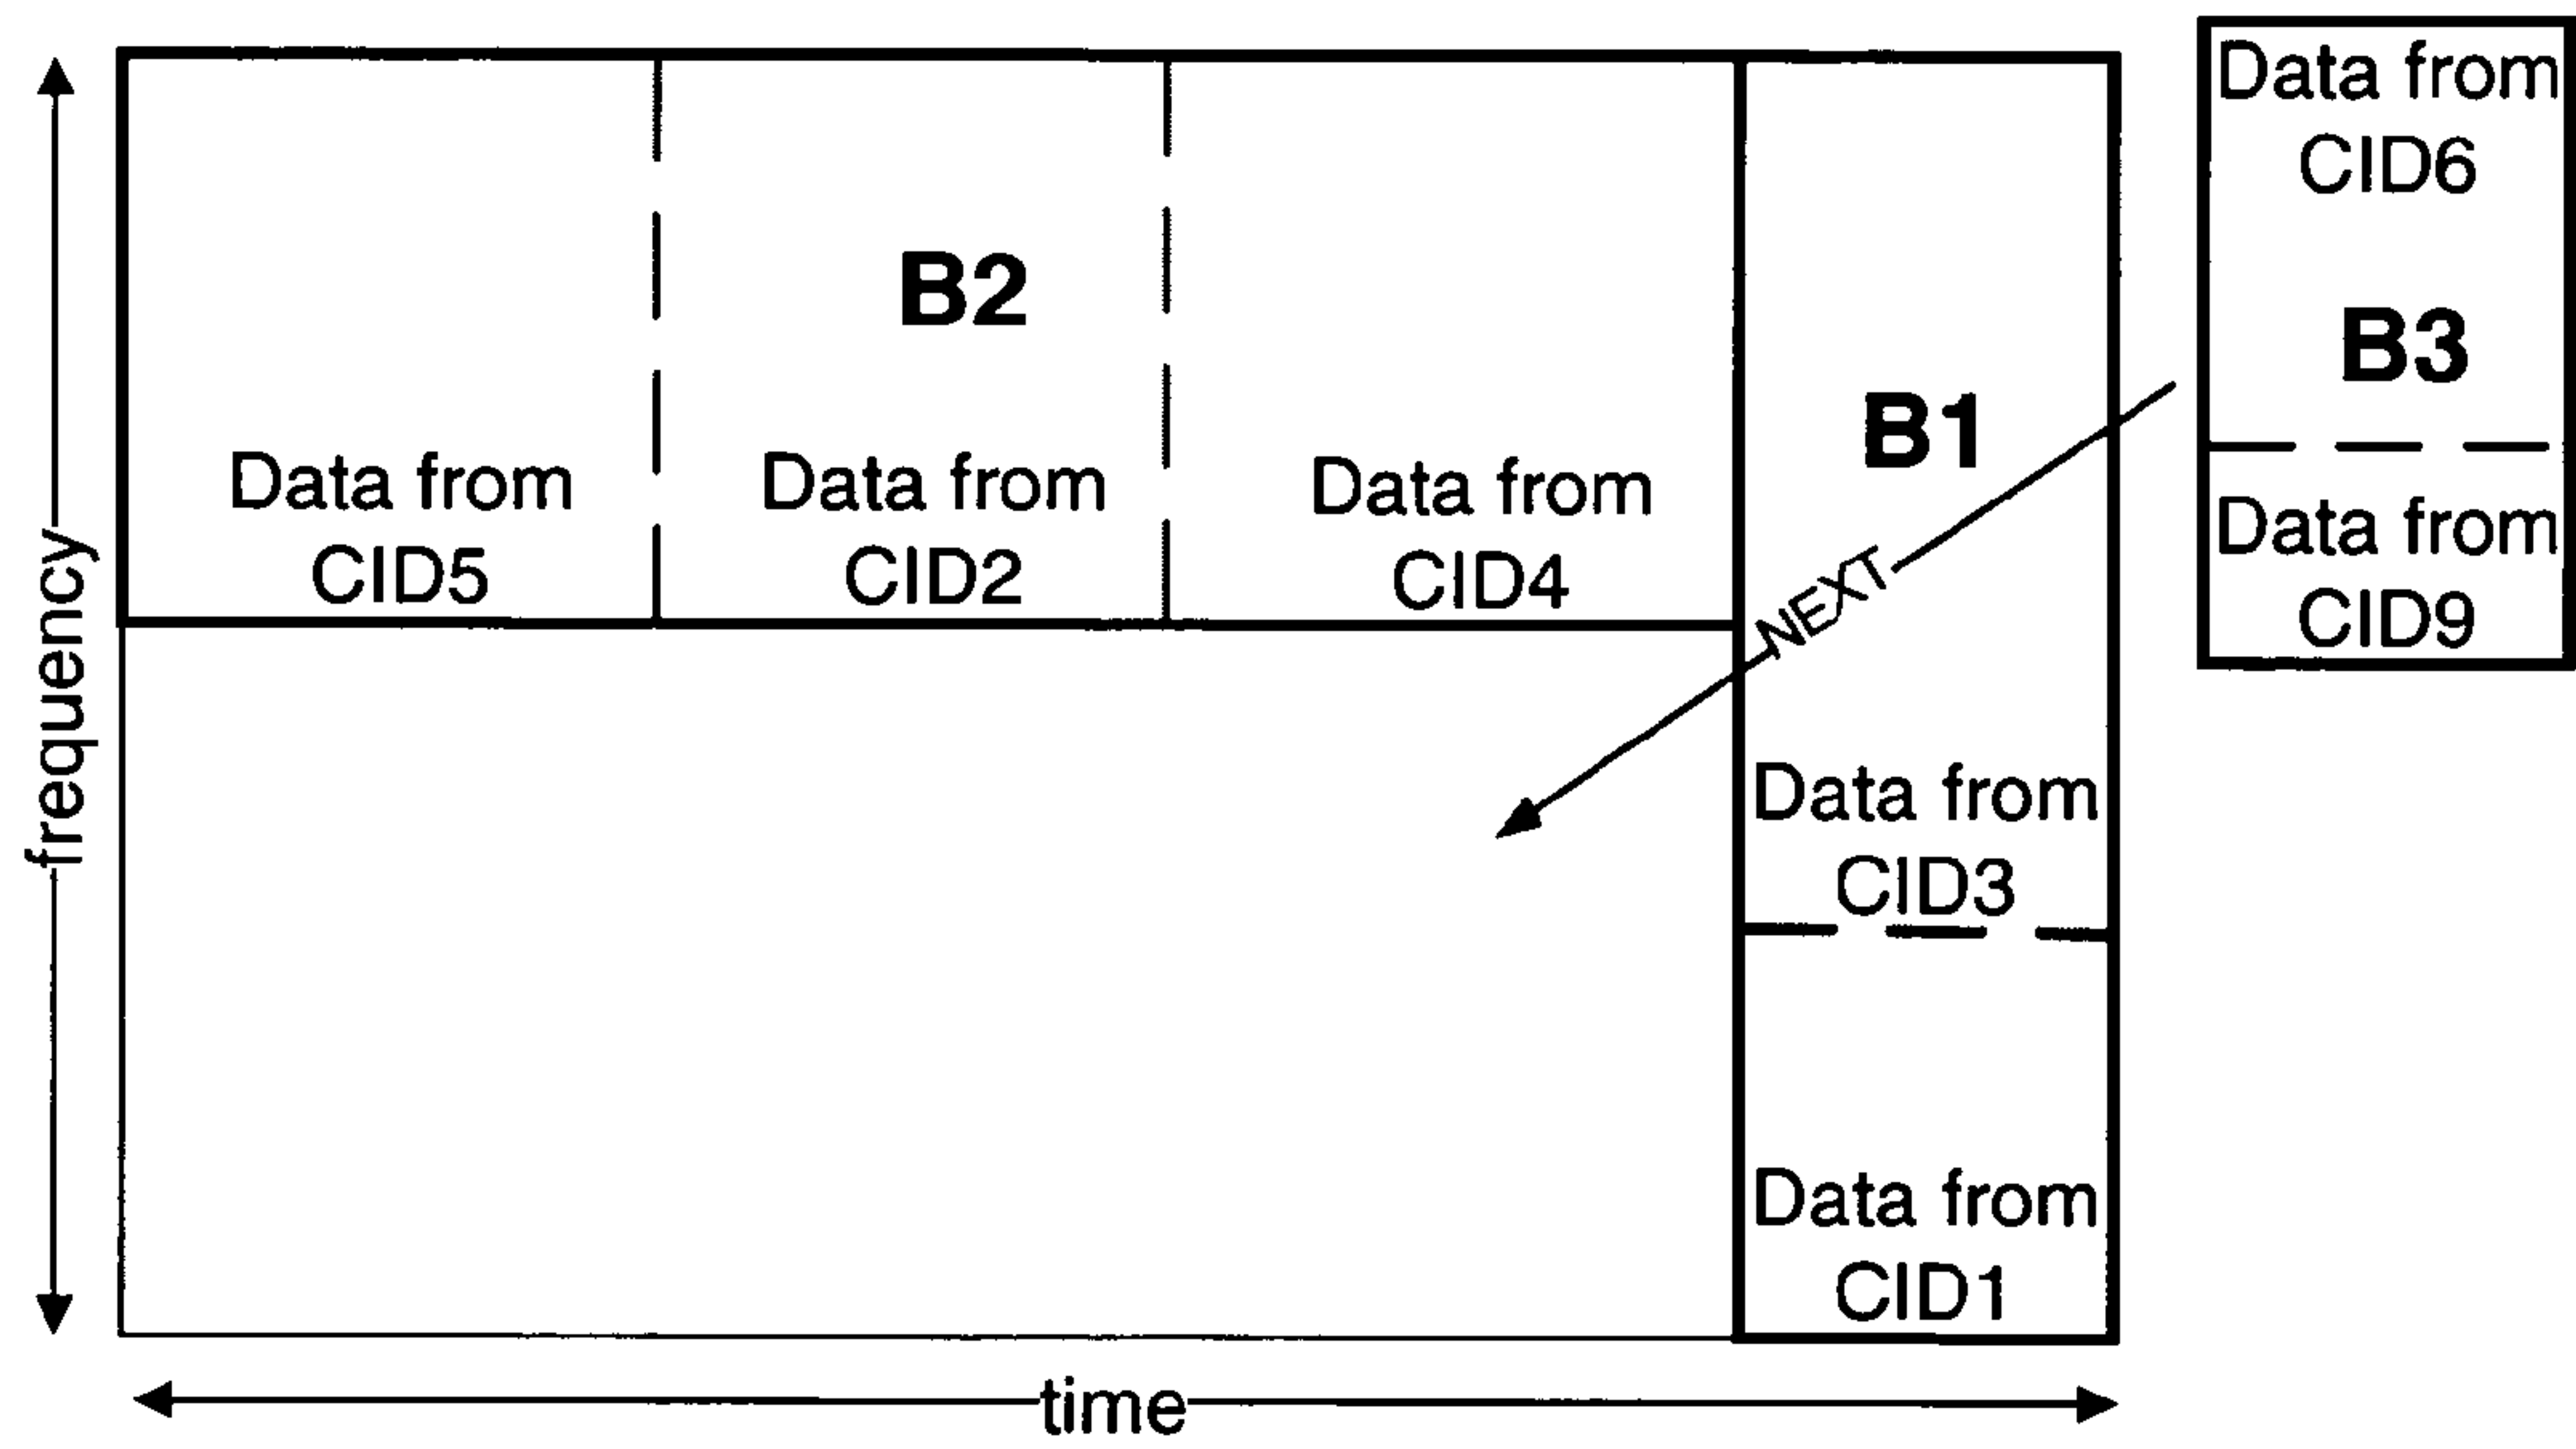 B2
Data from
CID5
Data from
CID2
Data from
CID4
B1
Data from
CID3
Data from
CID1
Data from
CID6
B3
Data from
CID9
NEXT
frequency
time